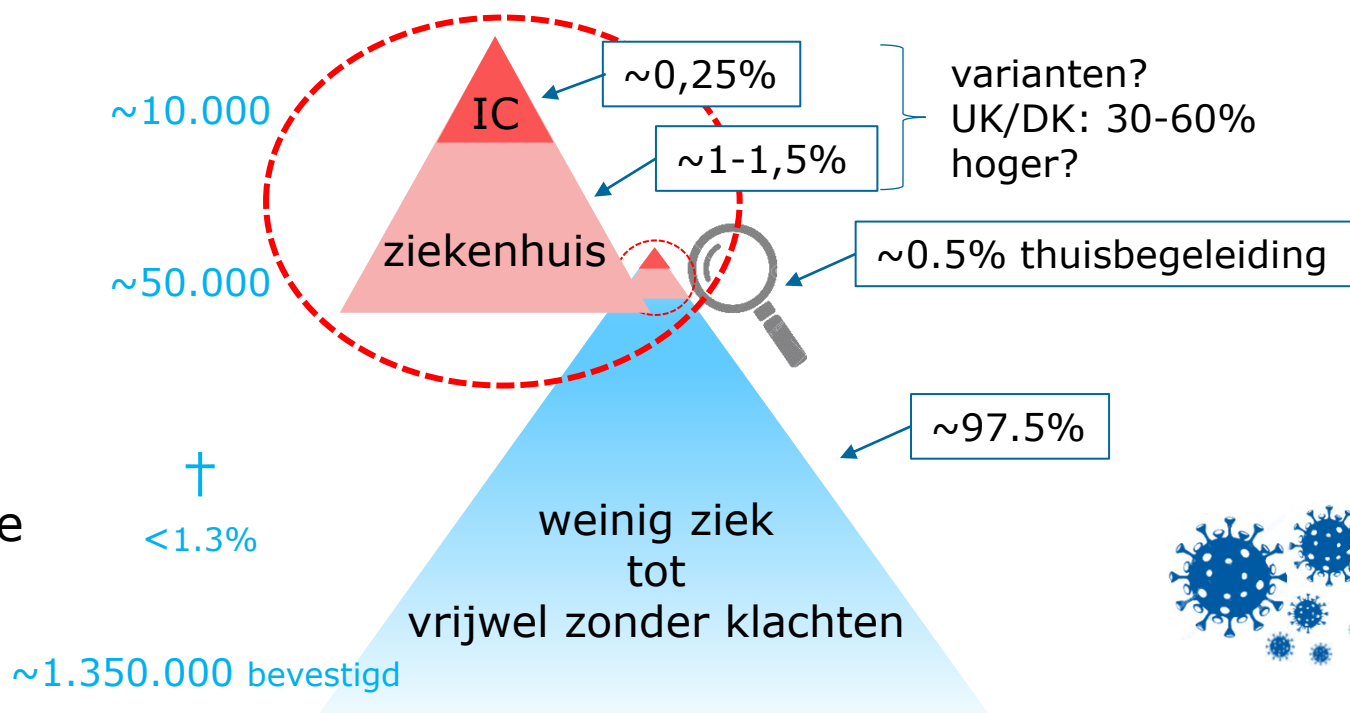 ~10.000
IC
~0,25%
~1-1,5%
varianten?
UK/DK: 30-60%
hoger?
~50.000
ziekenhuis
~0.5% thuisbegeleiding
~97.5%
†
e
<1.3%
weinig ziek
tot
vrijwel zonder klachten
~1.350.000 bevestigd